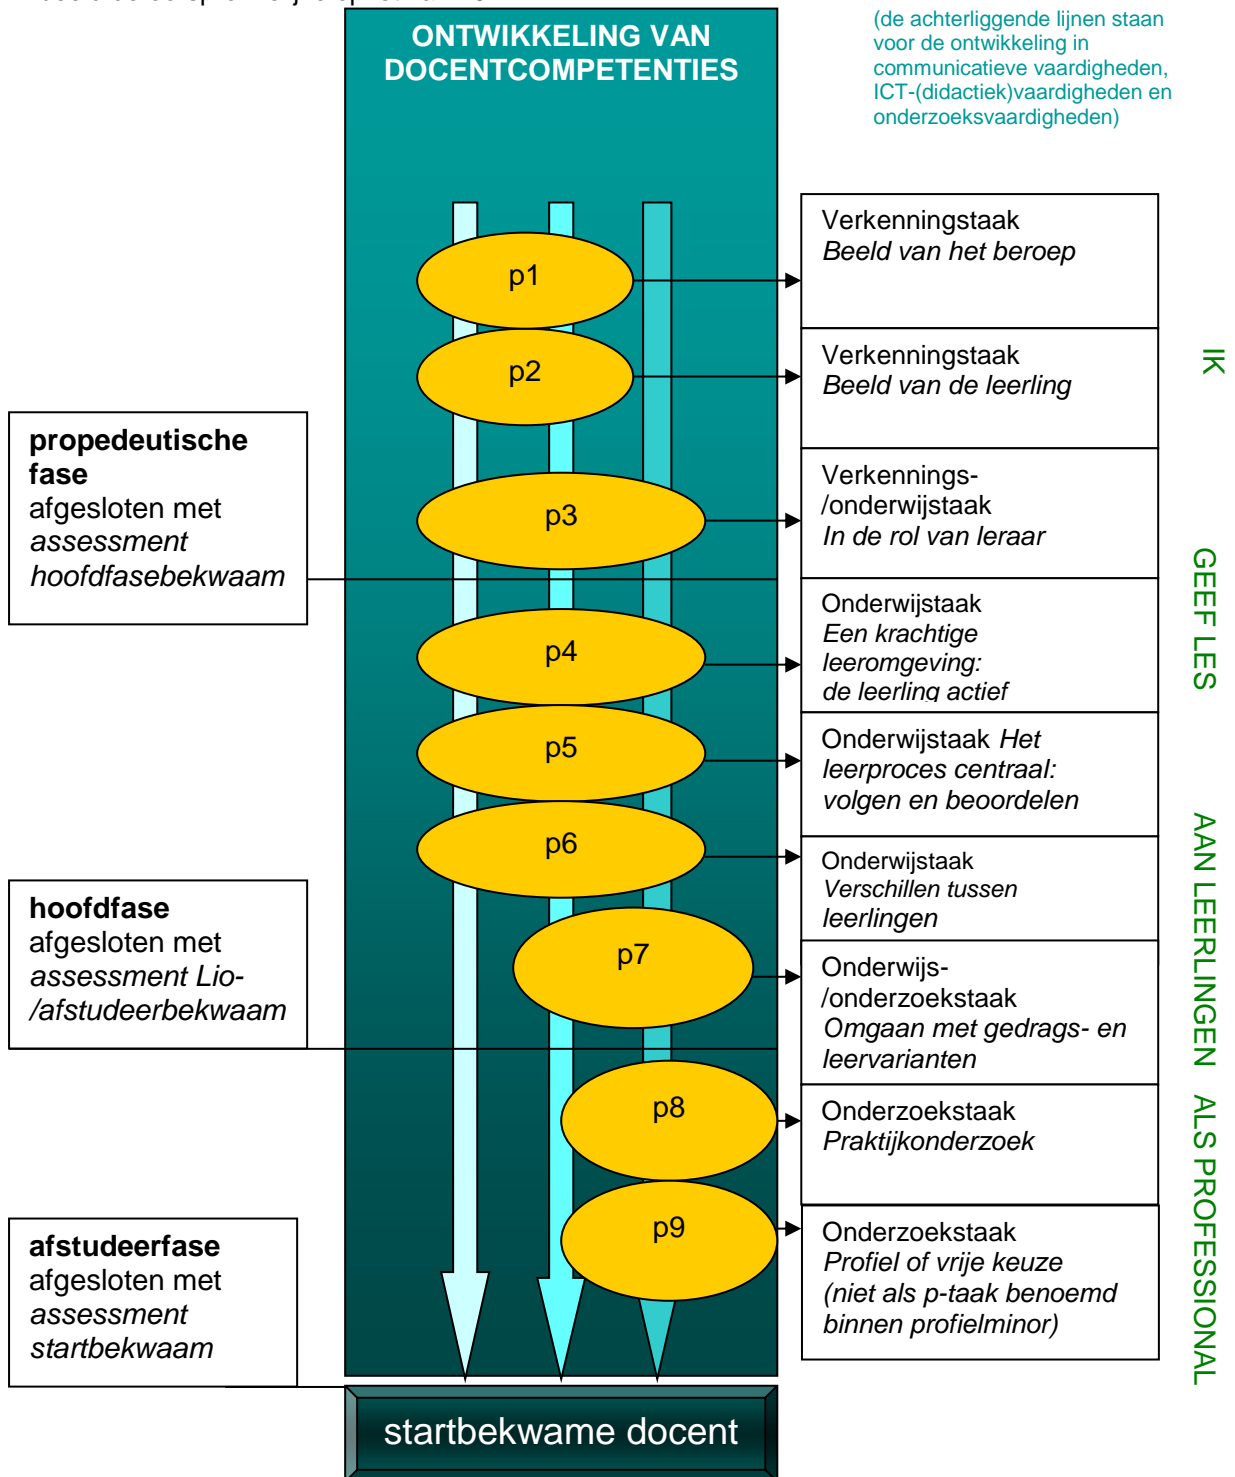 ONTWIKKELING VAN
DOCENTCOMPETENTIES
(de achterliggende lijnen staan
voor de ontwikkeling in
communicatieve vaardigheden,
ICT-(didactiek)vaardigheden en
onderzoeksvaardigheden)
p1
Verkenningstaak
Beeld van het beroep
p2
Verkenningstaak
Beeld van de leerling
IK
propedeutische
fase
afgesloten met
assessment
hoofdfasebekwaam
p3
Verkennings-
/onderwijstaak
In de rol van leraar
GEEF LES
p4
Onderwijstaak
Een krachtige
leeromgeving:
de leerling actief
p5
Onderwijstaak Het
leerproces centraal:
volgen en beoordelen
p6
Onderwijstaak
Verschillen tussen
leerlingen
AAN LEERLINGEN
hoofdfase
afgesloten met
assessment Lio-
/afstudeerbekwaam
p7
Onderwijs-
/onderzoekstaak
Omgaan met gedrags- en
leervarianten
p8
Onderzoekstaak
Praktijkonderzoek
ALS PROFESSIONAL
p9
Onderzoekstaak
Profiel of vrije keuze
(niet als p-taak benoemd
binnen profielminor)
afstudeerfase
afgesloten met
assessment
startbekwaam
startbekwame docent